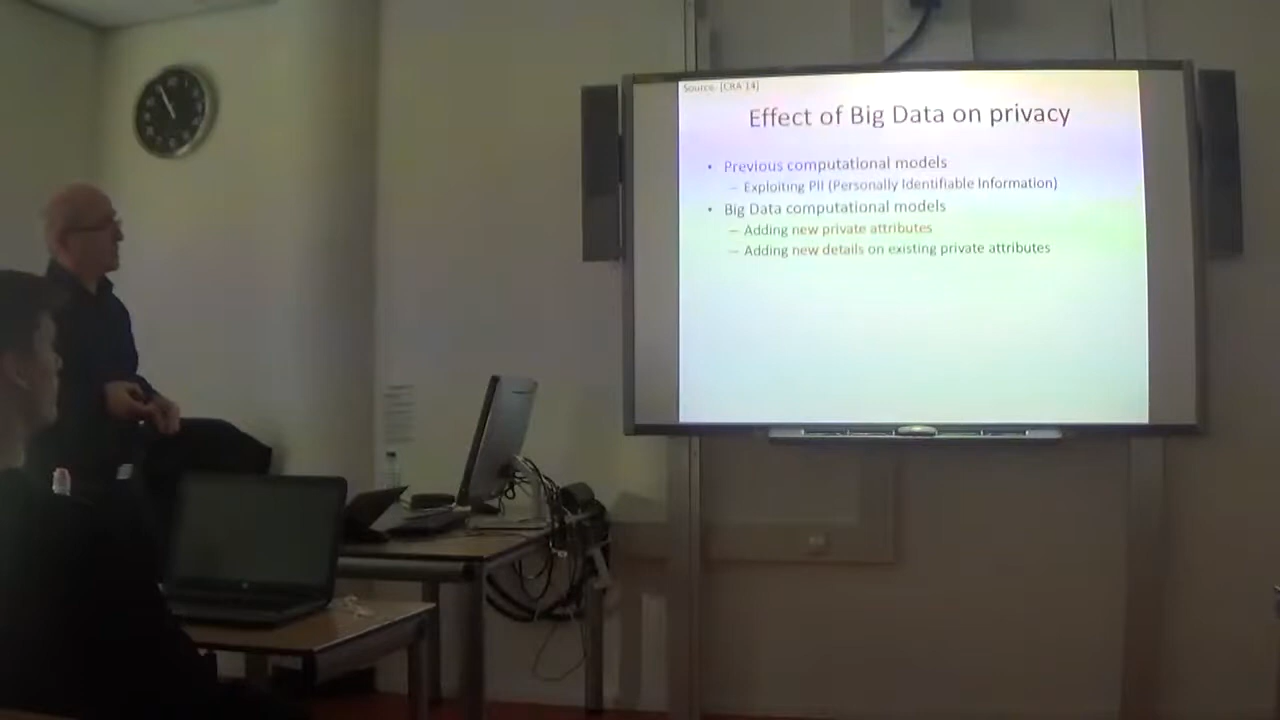 Source: [CRA 14]
Effect of Big Data on privacy
• Previous computational models
– Exploiting PII (Personally Identifiable Information)
• Big Data computational models
– Adding new private attributes
– Adding new details on existing private attributes